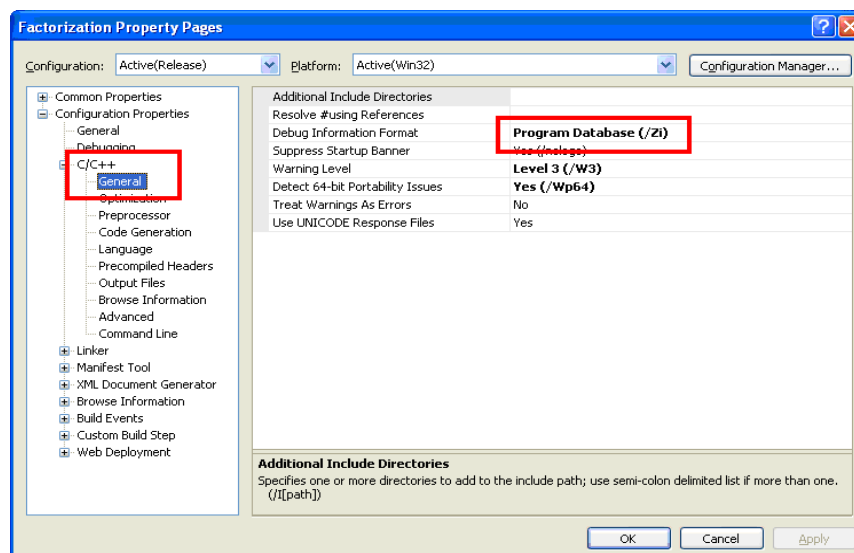 Factorization Property Pages
Configuration: Active(Release) Platform: Active(Win32) Configuration Manager...
Common Properties
Configuration Properties
General
Debugging
C/C++
General
Optimization
Preprocessor
Code Generation
Language
Precompiled Headers
Output Files
Browse Information
Advanced
Command Line
Linker
Manifest Tool
XML Document Generator
Browse Information
Build Events
Custom Build Step
Web Deployment
Additional Include Directories
Resolve #using References
Debug Information Format Program Database (/Zi)
Suppress Startup Banner Yes (/nologo)
Warning Level Level 3 (/W3)
Detect 64-bit Portability Issues Yes (/Wp64)
Treat Warnings As Errors No
Use UNICODE Response Files Yes
Additional Include Directories
Specifies one or more directories to add to the include path; use semi-colon delimited list if more than one.
(/I[path])
OK Cancel Apply